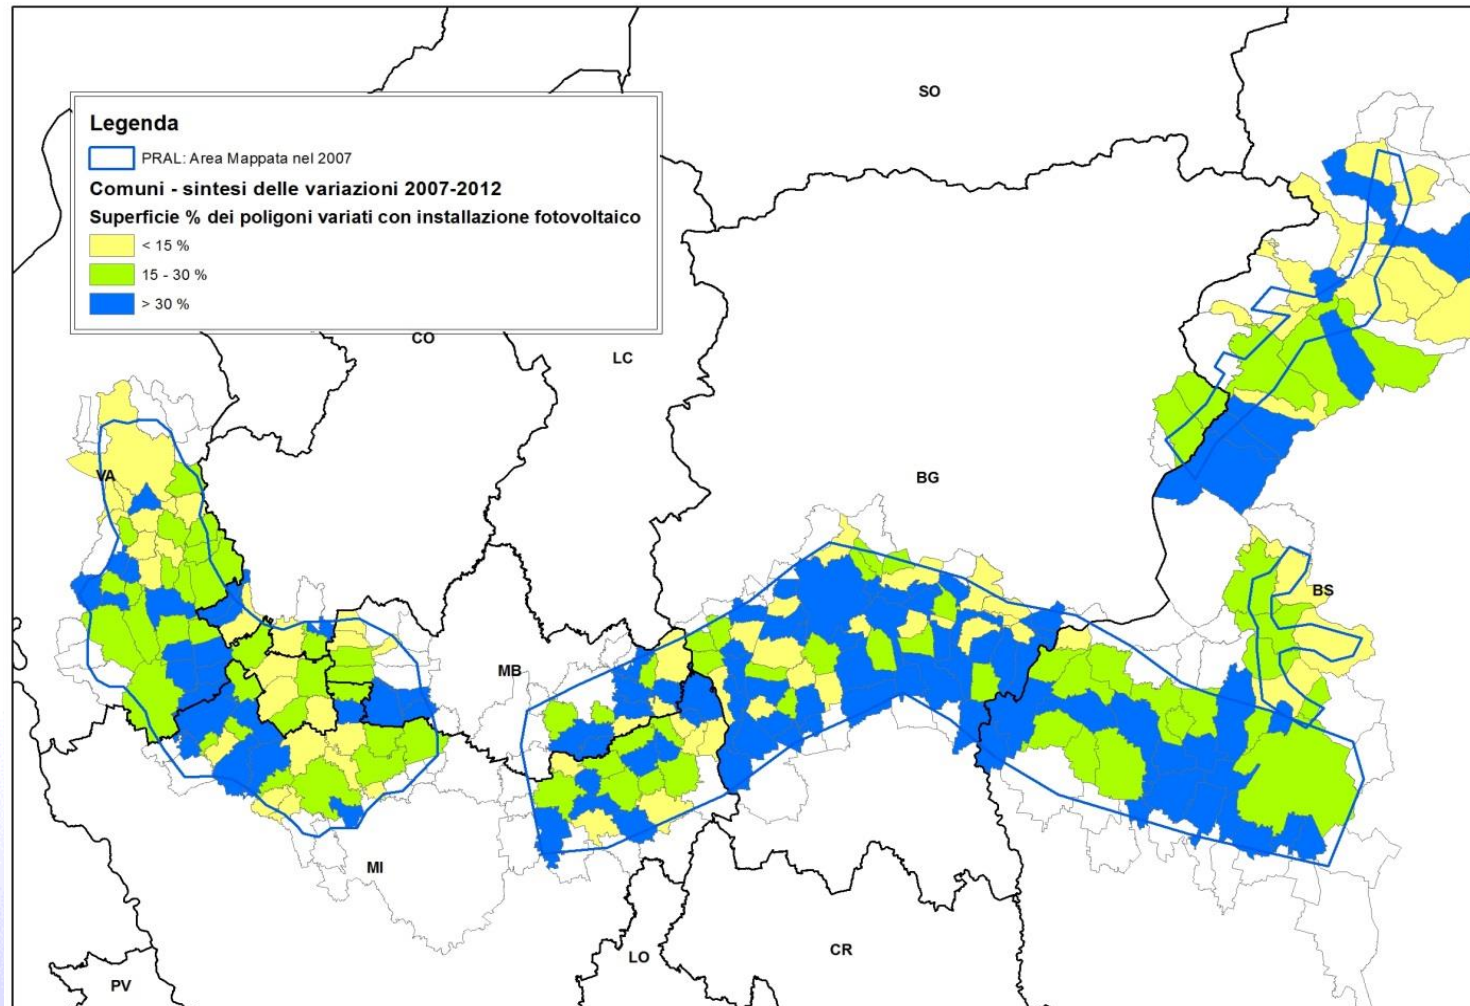 SO
Legenda
PRAL: Area Mappata nel 2007
Comuni - sintesi delle variazioni 2007-2012
Superficie % dei poligoni variati con installazione fotovoltaico
< 15 %
15 - 30 %
> 30 %
CO
LC
VA
BG
BS
MB
MI
CR
LO
PV